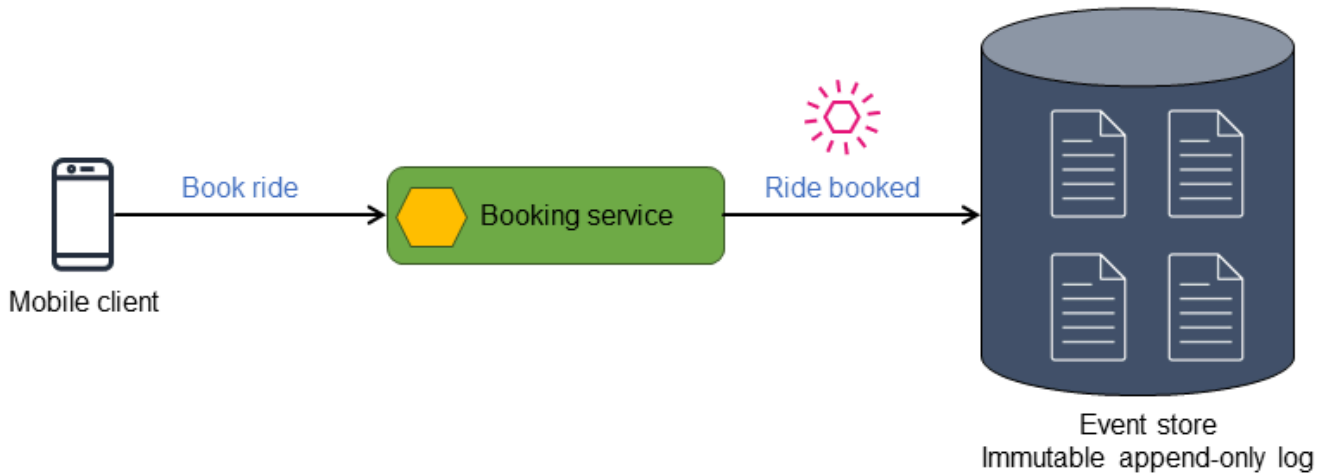 Book ride
Booking service
Ride booked
Mobile client
Event store
Immutable append-only log